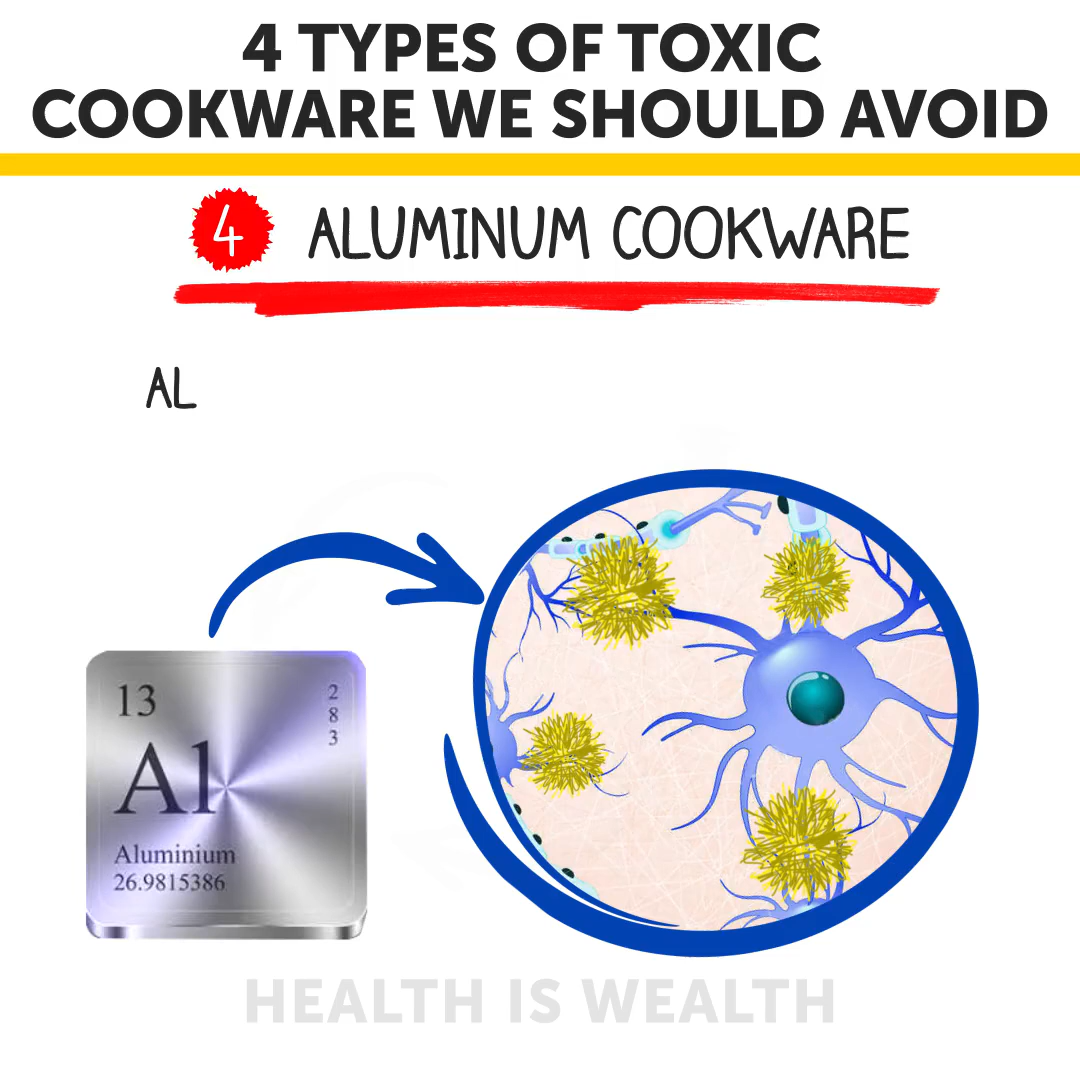 4 TYPES OF TOXIC
COOKWARE WE SHOULD AVOID
4 ALUMINUM COOKWARE
AL
13
2
8
3
Al
Aluminium
26.9815386
HEALTH IS WEALTH